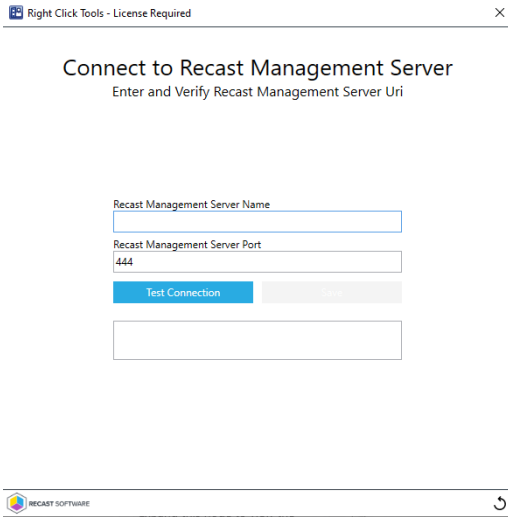 Right Click Tools - License Required
Connect to Recast Management Server
Enter and Verify Recast Management Server Uri
Recast Management Server Name
Recast Management Server Port
444
Test Connection
Save
RECAST SOFTWARE